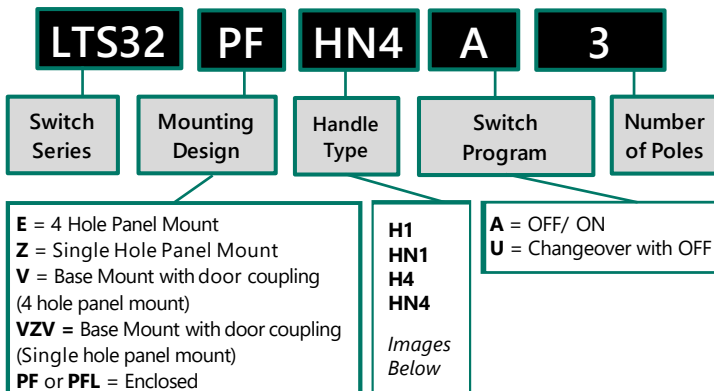 LTS32 PF HN4 A 3
Switch Series
Mounting Design
Handle Type
Switch Program
Number of Poles
E = 4 Hole Panel Mount
Z = Single Hole Panel Mount
V = Base Mount with door coupling
(4 hole panel mount)
VZV = Base Mount with door coupling
(Single hole panel mount)
PF or PFL = Enclosed
H1
HN1
H4
HN4
Images
Below
A = OFF/ ON
U = Changeover with OFF